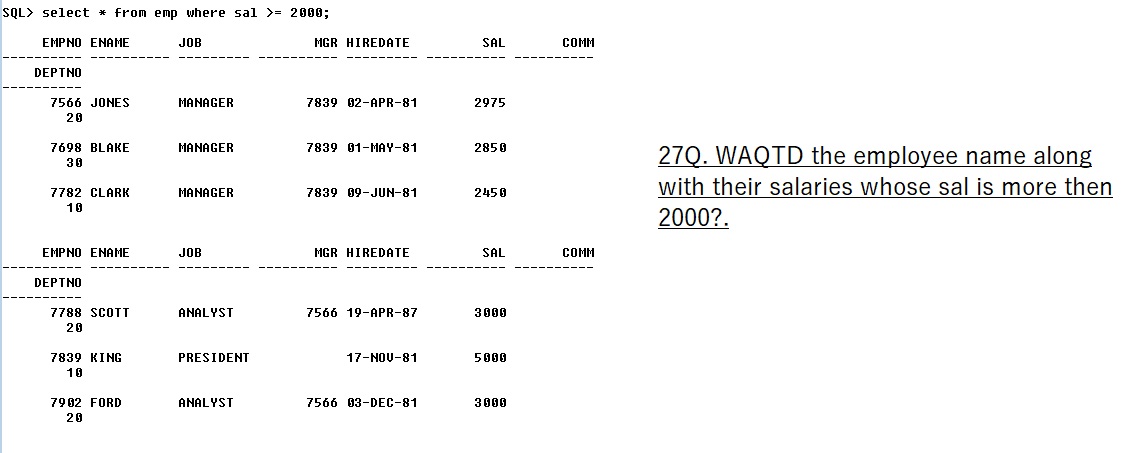 SQL> select * from emp where sal >= 2000;
EMPNO ENAME JOB MGR HIREDATE SAL COMM
---------- ---------- --------- ---------- --------- ---------- ----------
DEPTNO
----------
7566 JONES MANAGER 7839 02-APR-81 2975
20
7698 BLAKE MANAGER 7839 01-MAY-81 2850
30
7782 CLARK MANAGER 7839 09-JUN-81 2450
10
EMPNO ENAME JOB MGR HIREDATE SAL COMM
---------- ---------- --------- ---------- --------- ---------- ----------
DEPTNO
----------
7788 SCOTT ANALYST 7566 19-APR-87 3000
20
7839 KING PRESIDENT 17-NOV-81 5000
10
7902 FORD ANALYST 7566 03-DEC-81 3000
20
27Q. WAQTD the employee name along
with their salaries whose sal is more then
2000?.